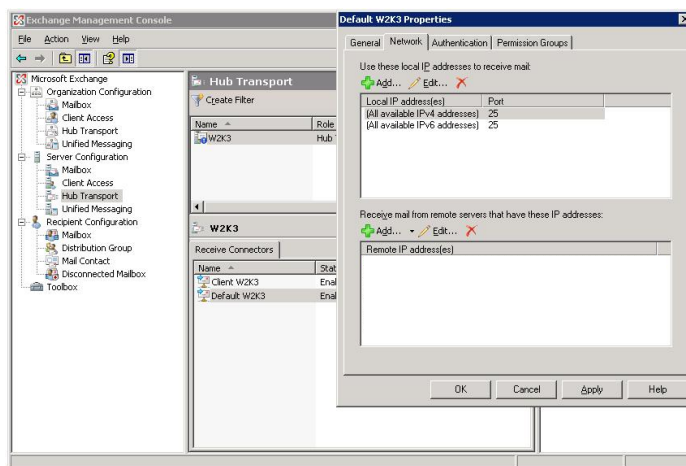 Exchange Management Console
File Action View Help
Microsoft Exchange
Organization Configuration
Mailbox
Client Access
Hub Transport
Unified Messaging
Server Configuration
Mailbox
Client Access
Hub Transport
Unified Messaging
Recipient Configuration
Mailbox
Distribution Group
Mail Contact
Disconnected Mailbox
Toolbox
Hub Transport
Create Filter
Name Role
W2K3 Hub
W2K3
Receive Connectors
Name Stat
Client W2K3 Enal
Default W2K3 Enal
Default W2K3 Properties
General Network Authentication Permission Groups
Use these local IP addresses to receive mail:
Add... Edit...
Local IP address(es) Port
(All available IPv4 addresses) 25
(All available IPv6 addresses) 25
Receive mail from remote servers that have these IP addresses:
Add... Edit...
Remote IP address(es)
OK Cancel Apply Help